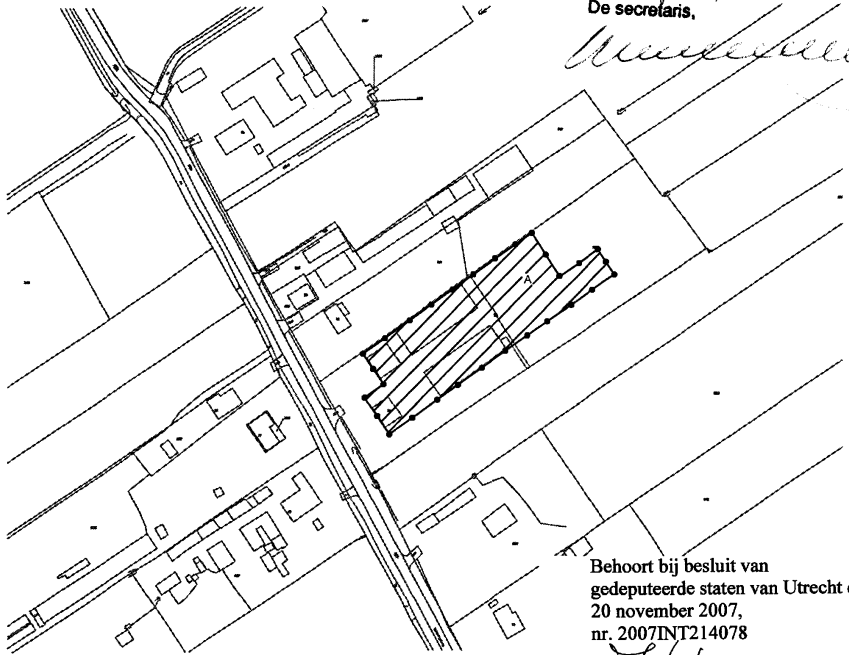 De secretaris,
A
Behoort bij besluit van
gedeputeerde staten van Utrecht
20 november 2007,
nr. 2007INT214078